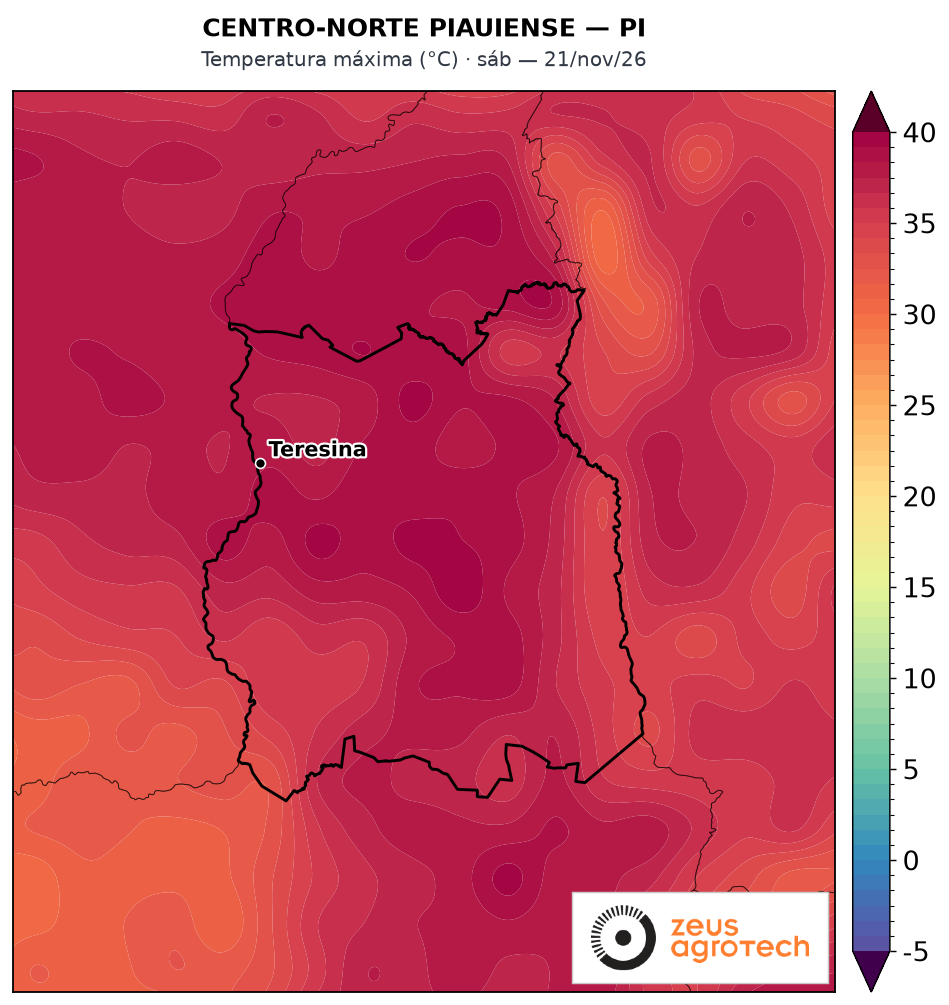 CENTRO-NORTE PIAUIENSE — PI
Temperatura máxima (°C) · sáb — 21/nov/26
Teresina
40
35
30
25
20
15
10
5
0
-5
zeus
agrotech